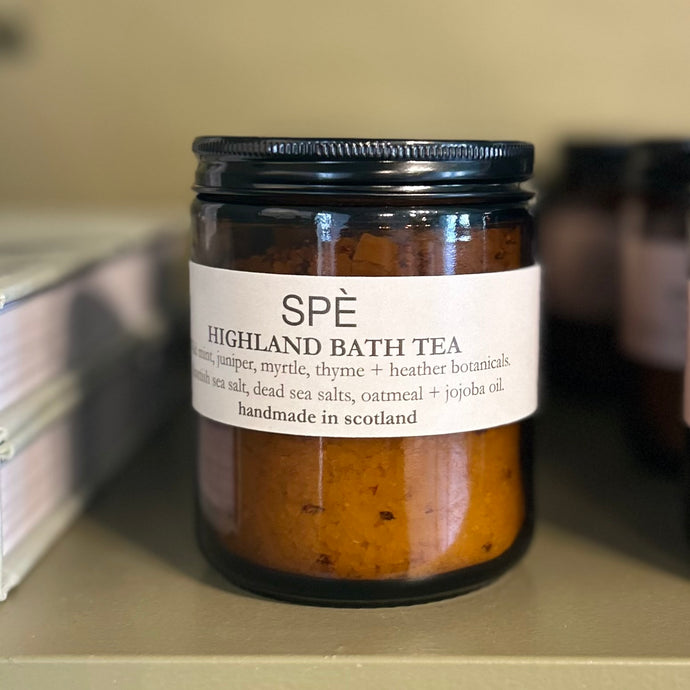 SPÈ
HIGHLAND BATH TEA
mint, juniper, myrtle, thyme + heather botanicals.
sea salt, dead sea salts, oatmeal + jojoba oil.
handmade in scotland